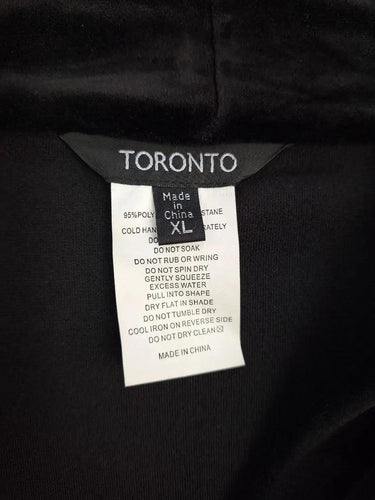 TORONTO
Made
in
China
XL
95%POLY STANE
COLD HAN RATELY
DO
DO NOT SOAK
DO NOT RUB OR WRING
DO NOT SPIN DRY
GENTLY SQUEEZE
EXCESS WATER
PULL INTO SHAPE
DRY FLAT IN SHADE
DO NOT TUMBLE DRY
COOL IRON ON REVERSE SIDE
DO NOT DRY CLEAN
MADE IN CHINA